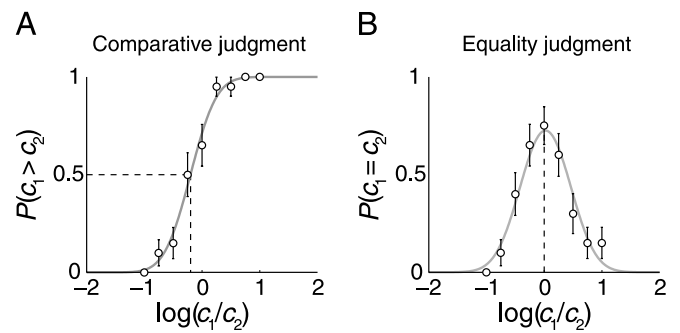 A
Comparative judgment
P(c₁ > c₂)
1
0.5
0
−2
−1
0
1
2
log(c₁/c₂)
B
Equality judgment
P(c₁ = c₂)
1
0.5
0
−2
−1
0
1
2
log(c₁/c₂)